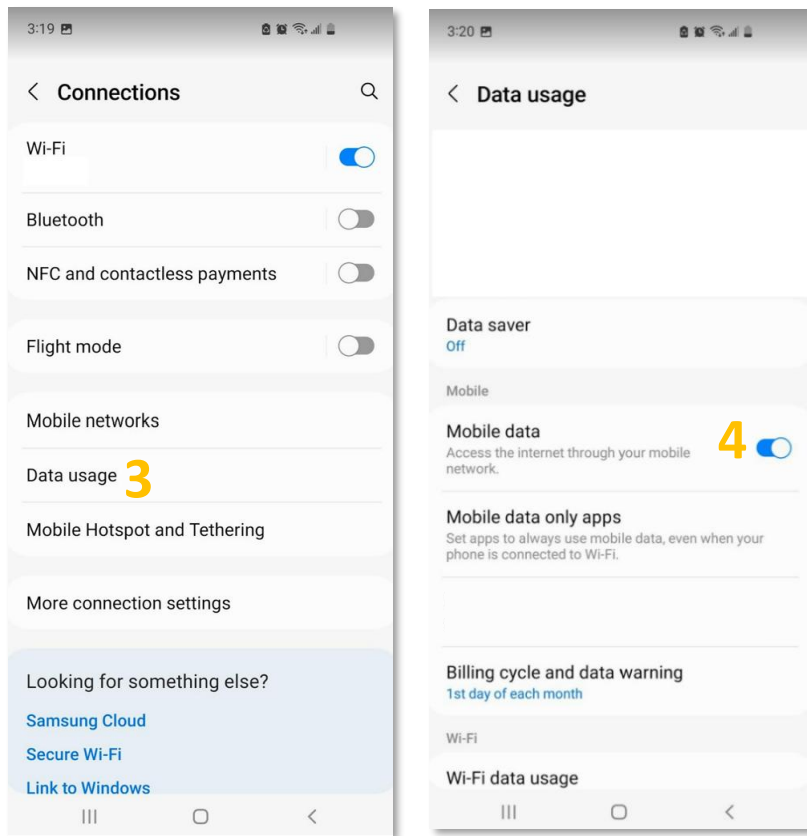 3:19
Connections
Wi-Fi
Bluetooth
NFC and contactless payments
Flight mode
Mobile networks
Data usage 3
Mobile Hotspot and Tethering
More connection settings
Looking for something else?
Samsung Cloud
Secure Wi-Fi
Link to Windows
3:20
Data usage
Data saver
Off
Mobile
Mobile data
4
Access the internet through your mobile
network.
Mobile data only apps
Set apps to always use mobile data, even when your
phone is connected to Wi-Fi.
Billing cycle and data warning
1st day of each month
Wi-Fi
Wi-Fi data usage